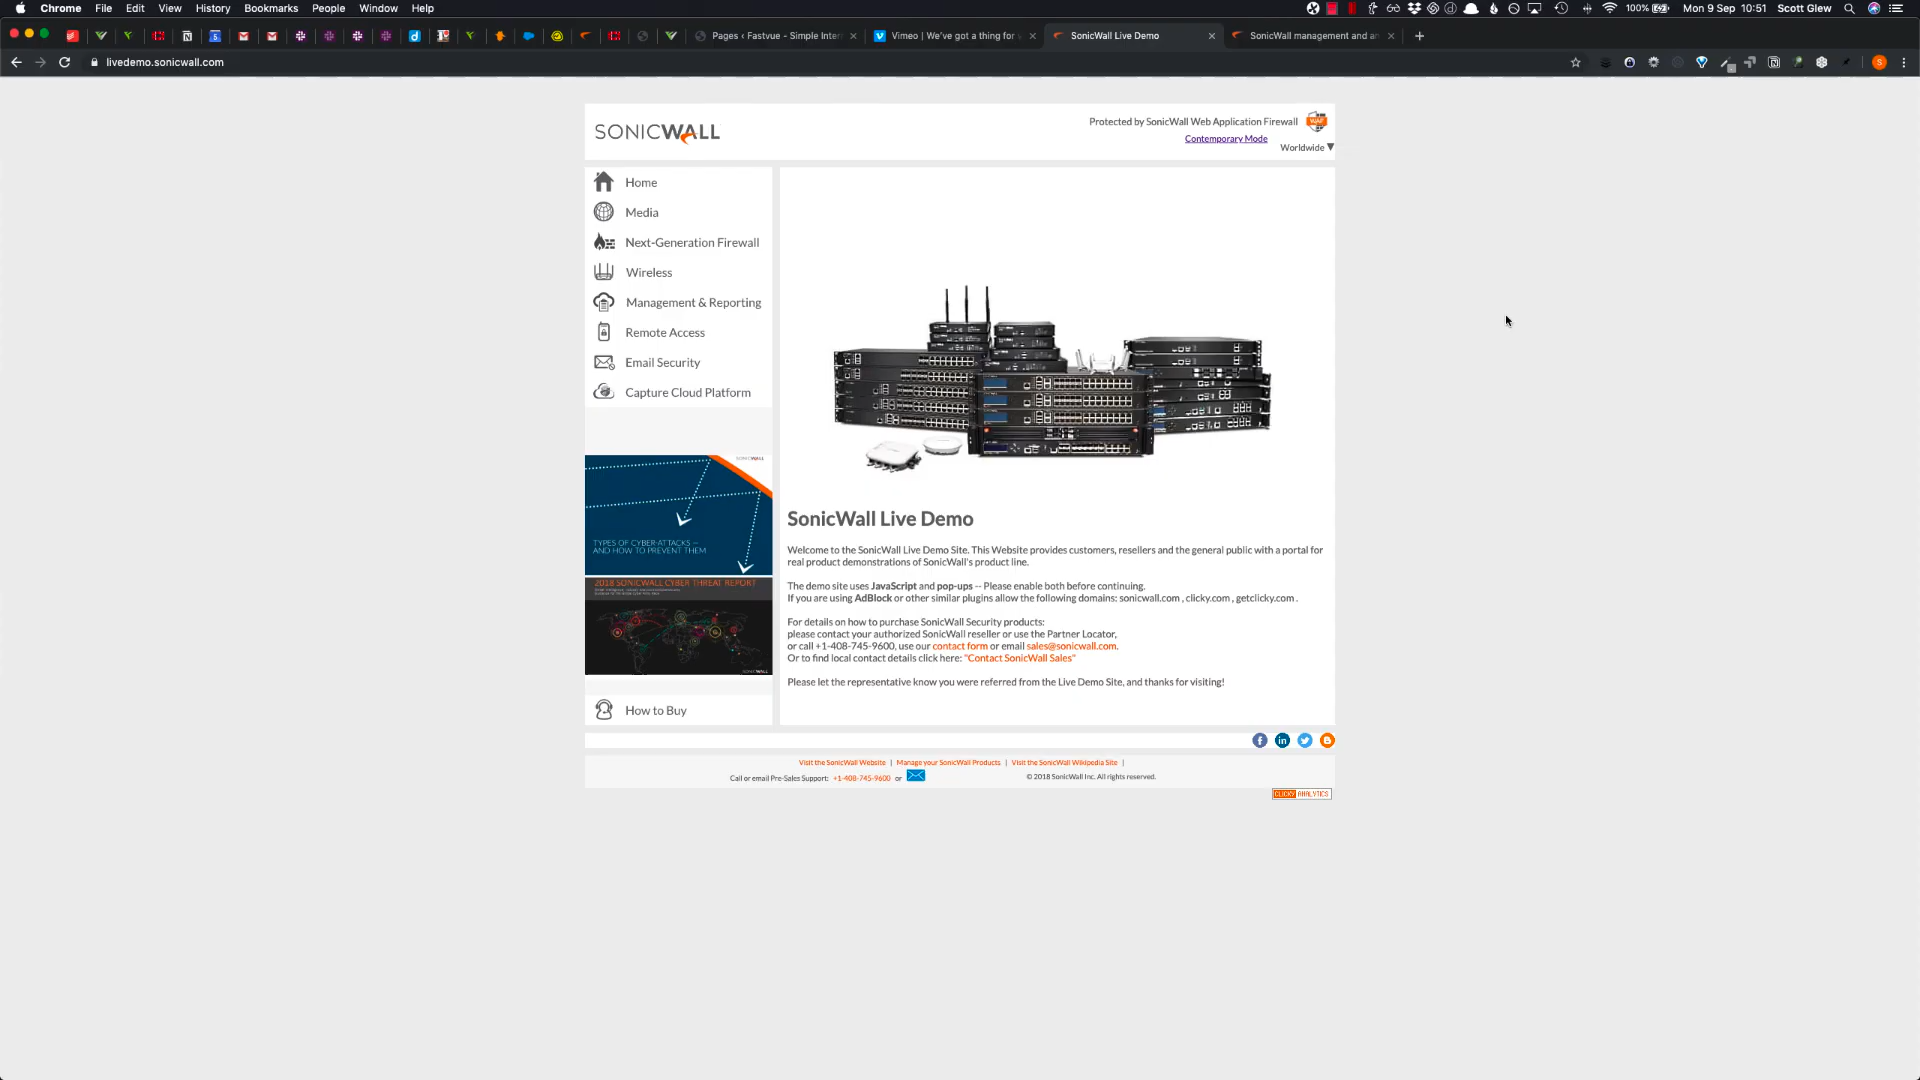 Chrome File Edit View History Bookmarks People Window Help 100% Mon 9 Sep 10:51 Scott Glew
Pages ‹ Fastvue - Simple Inter
Vimeo | We've got a thing for
SonicWall Live Demo
SonicWall management and an
livedemo.sonicwall.com
SONICWALL
Protected by SonicWall Web Application Firewall
WAF
Contemporary Mode
Worldwide ▼
Home
Media
Next-Generation Firewall
Wireless
Management & Reporting
Remote Access
Email Security
Capture Cloud Platform
SONICWALL
TYPES OF CYBER-ATTACKS —
AND HOW TO PREVENT THEM
2018 SONICWALL CYBER THREAT REPORT
SONICWALL
How to Buy
SonicWall Live Demo
Welcome to the SonicWall Live Demo Site. This Website provides customers, resellers and the general public with a portal for
real product demonstrations of SonicWall's product line.
The demo site uses JavaScript and pop-ups -- Please enable both before continuing.
If you are using AdBlock or other similar plugins allow the following domains: sonicwall.com , clicky.com , getclicky.com .
For details on how to purchase SonicWall Security products:
please contact your authorized SonicWall reseller or use the Partner Locator,
or call +1-408-745-9600, use our contact form or email sales@sonicwall.com.
Or to find local contact details click here: "Contact SonicWall Sales"
Please let the representative know you were referred from the Live Demo Site, and thanks for visiting!
Visit the SonicWall Website | Manage your SonicWall Products | Visit the SonicWall Wikipedia Site |
Call or email Pre-Sales Support: +1-408-745-9600 or © 2018 SonicWall Inc. All rights reserved.
CLICKY ANALYTICS